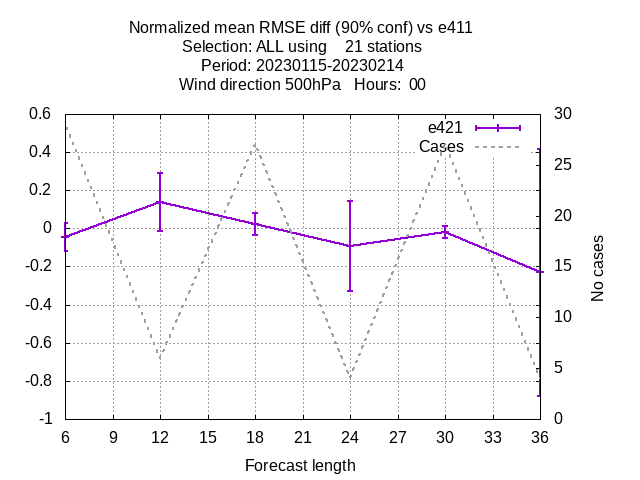 Normalized mean RMSE diff (90% conf) vs e411
Selection: ALL using    21 stations
Period: 20230115-20230214
Wind direction 500hPa   Hours:  00
e421
Cases
0.6
0.4
0.2
0
-0.2
-0.4
-0.6
-0.8
-1
30
25
20
15
10
5
0
No cases
6 9 12 15 18 21 24 27 30 33 36
Forecast length